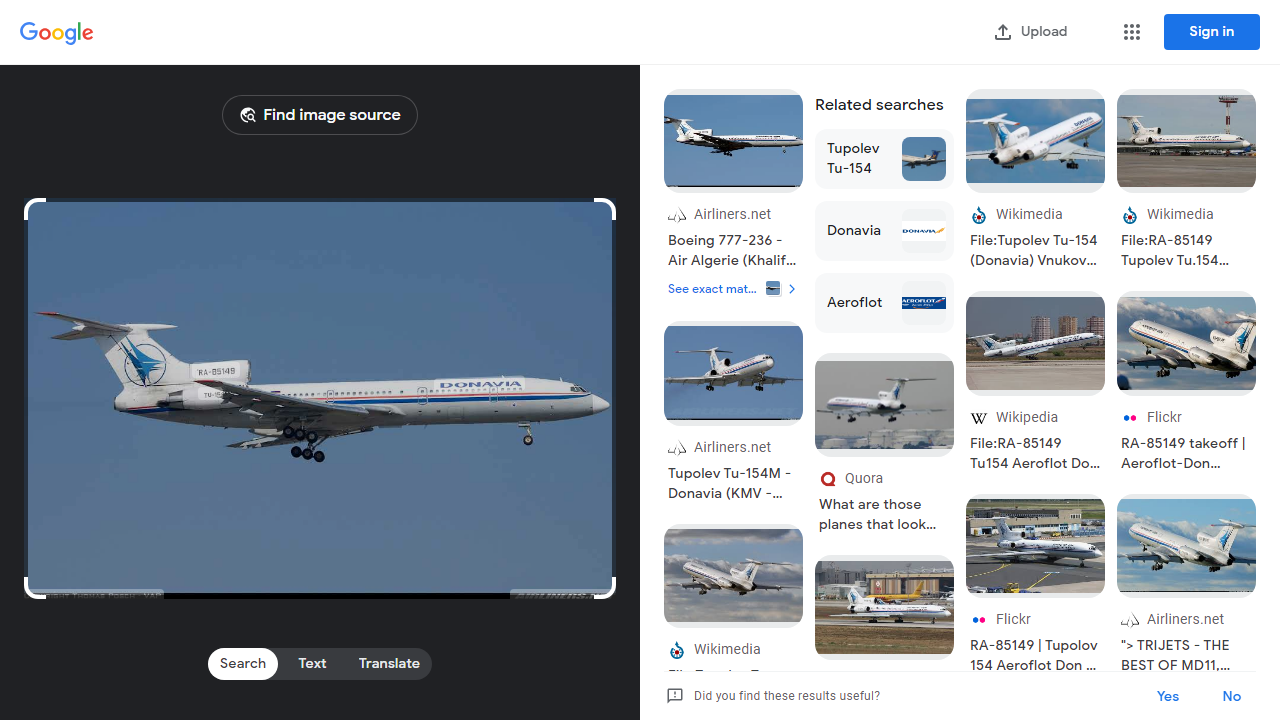 Google
Upload
Sign in
Find image source
RA-85149
DONAVIA
Search
Text
Translate
Airliners.net
Boeing 777-236 -
Air Algerie (Khalif...
See exact mat...
Airliners.net
Tupolev Tu-154M -
Donavia (KMV -...
Wikimedia
Related searches
Tupolev
Tu-154
Donavia
DONAVIA
Aeroflot
AEROFLOT
Quora
What are those
planes that look...
Wikimedia
File:Tupolev Tu-154
(Donavia) Vnukov...
Wikipedia
File:RA-85149
Tu154 Aeroflot Do...
Flickr
RA-85149 | Tupolov
154 Aeroflot Don ...
Wikimedia
File:RA-85149
Tupolev Tu.154...
Flickr
RA-85149 takeoff |
Aeroflot-Don...
Airliners.net
"> TRIJETS - THE
BEST OF MD11,...
Did you find these results useful?
Yes
No